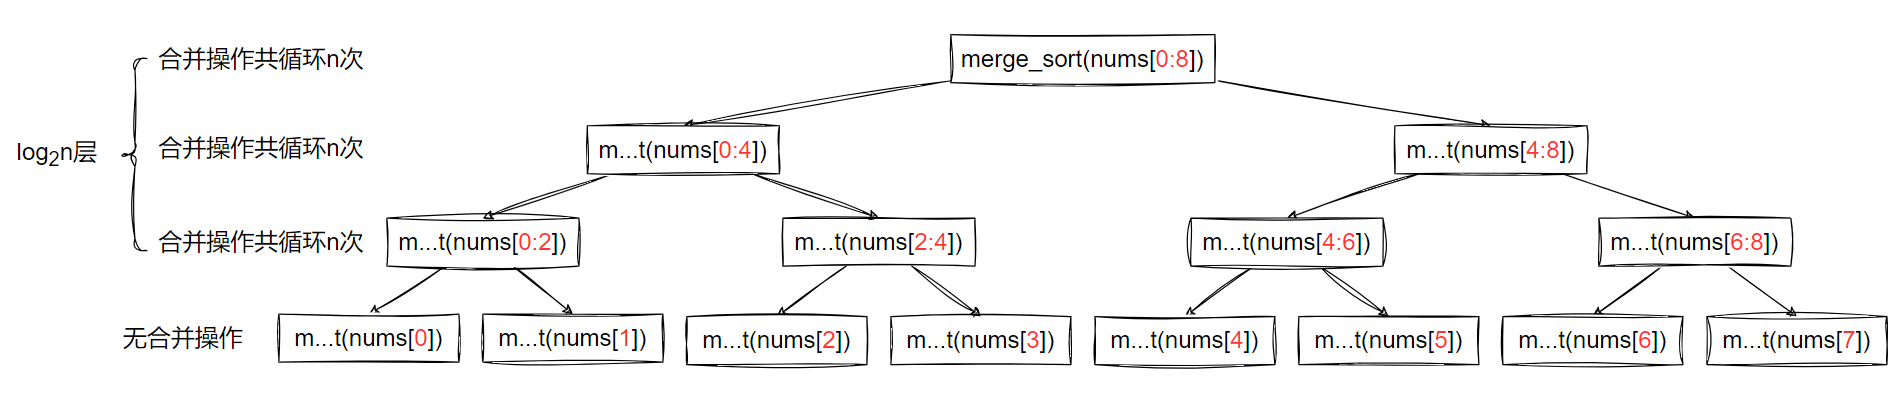 合并操作共循环n次
merge_sort(nums[0:8])
log2n层
合并操作共循环n次
m...t(nums[0:4])
m...t(nums[4:8])
合并操作共循环n次
m...t(nums[0:2])
m...t(nums[2:4])
m...t(nums[4:6])
m...t(nums[6:8])
无合并操作
m...t(nums[0])
m...t(nums[1])
m...t(nums[2])
m...t(nums[3])
m...t(nums[4])
m...t(nums[5])
m...t(nums[6])
m...t(nums[7])